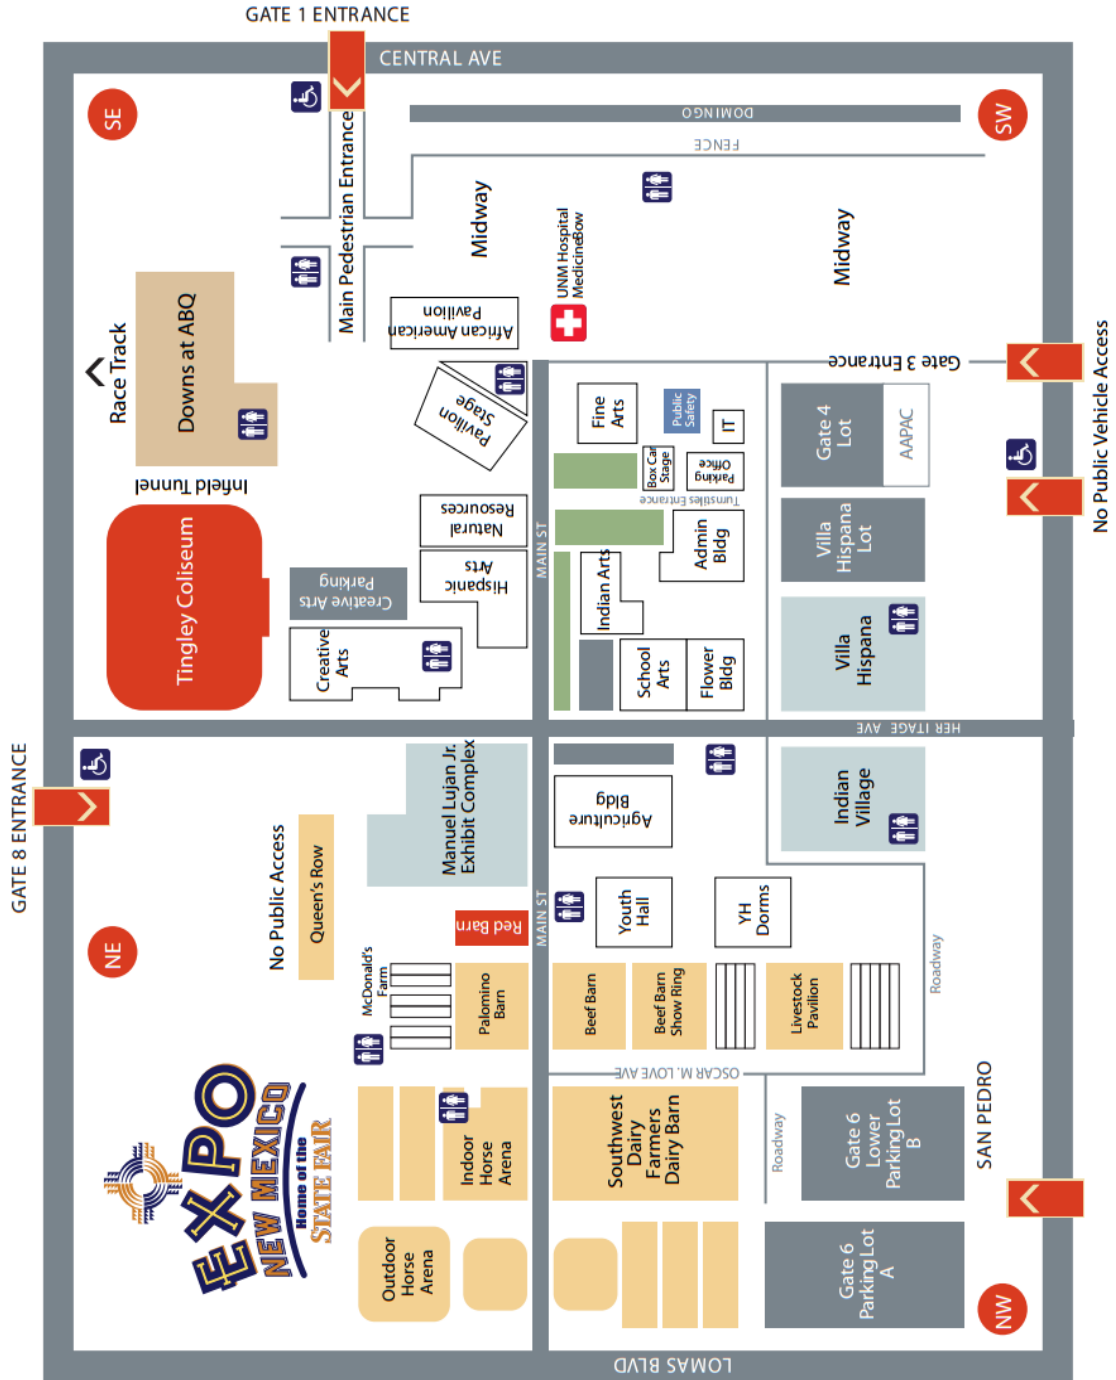 GATE 1 ENTRANCE
CENTRAL AVE
SE
SW
DOMINGO
FENCE
Main Pedestrian Entrance
Midway
UNM Hospital
MedicineBow
Midway
Race Track
Downs at ABQ
African American
Pavilion
Pavilion
Stage
Gate 3 Entrance
No Public Vehicle Access
Fine
Arts
Public
Safety
IT
Box Car
Stage
Parking
Office
Gate 4
Lot
AAPAC
Infield Tunnel
Tingley Coliseum
Natural
Resources
Turnstiles Entrance
MAIN ST
Hispanic
Arts
Indian Arts
Admin
Bldg
Villa
Hispana
Lot
Creative Arts
Parking
Creative
Arts
School
Arts
Flower
Bldg
Villa
Hispana
HERITAGE AVE
GATE 8 ENTRANCE
Manuel Lujan Jr.
Exhibit Complex
Agriculture
Bldg
Indian
Village
No Public Access
Queen's Row
NE
Red Barn
MAIN ST
Youth
Hall
YH
Dorms
McDonald's
Farm
Palomino
Barn
Beef Barn
Beef Barn
Show Ring
Livestock
Pavilion
Roadway
OSCAR M. LOVE AVE
EXPO
NEW MEXICO
Home of the
STATE FAIR
Indoor
Horse
Arena
Southwest
Dairy
Farmers
Dairy Barn
Roadway
Gate 6
Lower
Parking Lot
B
SAN PEDRO
Outdoor
Horse
Arena
Gate 6
Parking Lot
A
NW
LOMAS BLVD